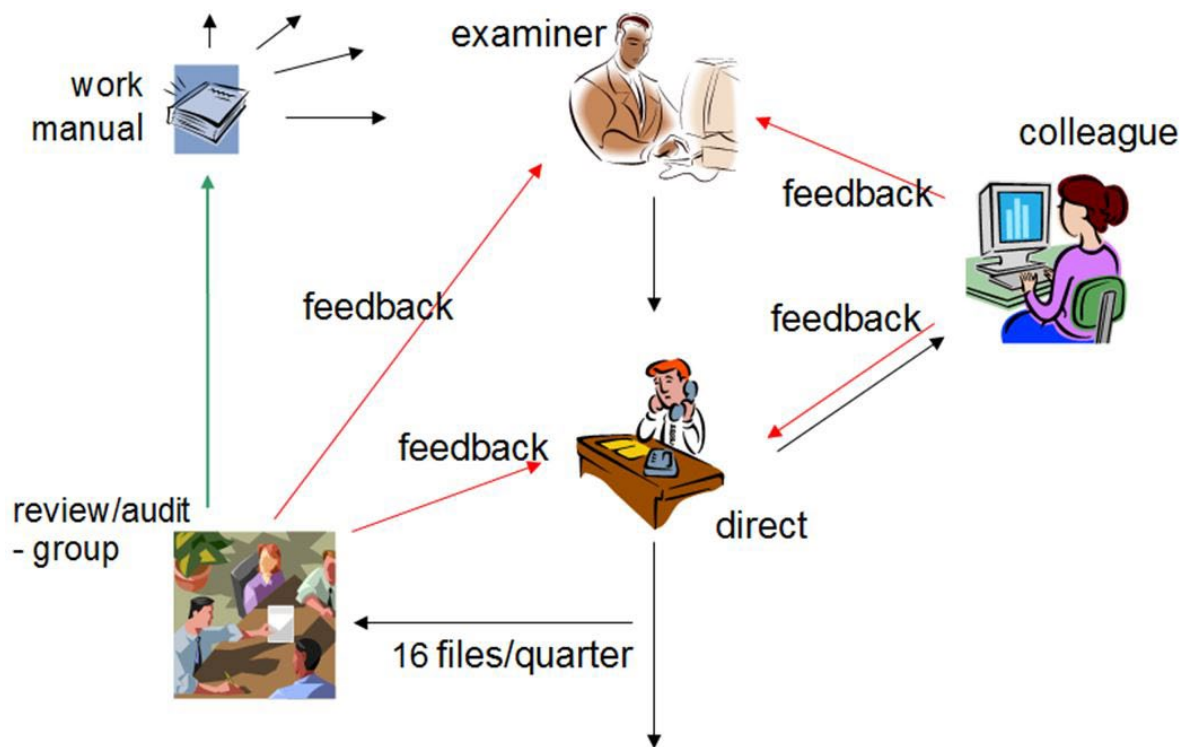 examiner
work
manual
colleague
feedback
feedback
feedback
feedback
review/audit
- group
direct
16 files/quarter